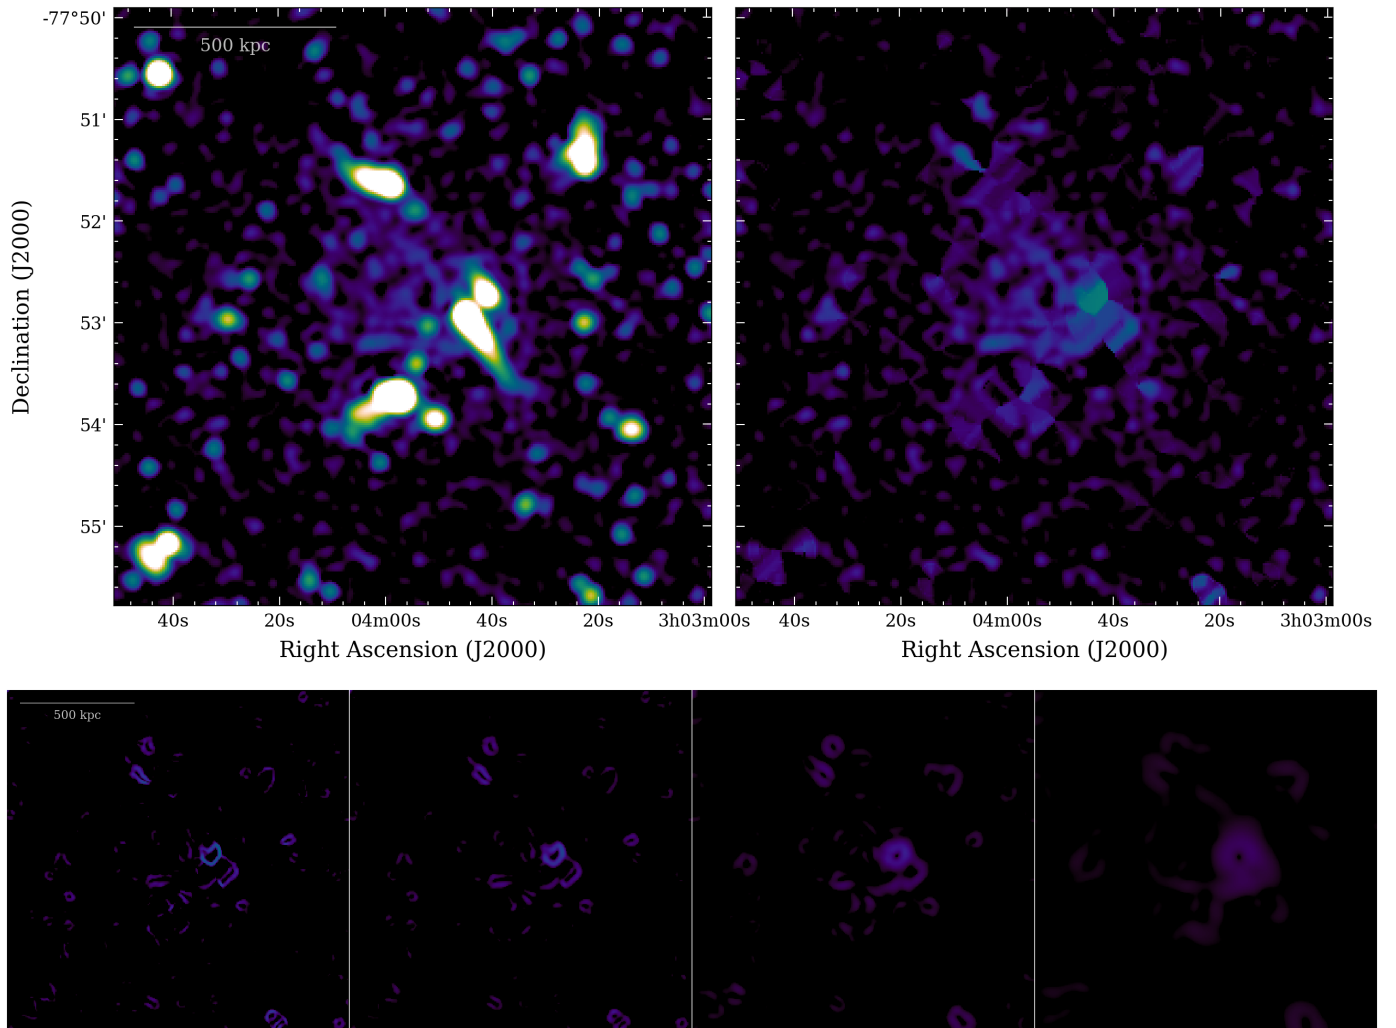 500 kpc
-77°50'
51'
52'
53'
54'
55'
Declination (J2000)
40s 20s 04m00s 40s 20s 3h03m00s
Right Ascension (J2000)
40s 20s 04m00s 40s 20s 3h03m00s
Right Ascension (J2000)
500 kpc